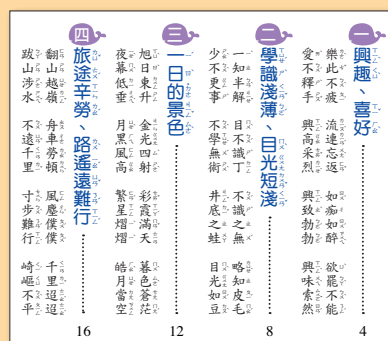 一 興趣、喜好 4
樂此不疲 流連忘返 如痴如醉 欲罷不能
愛不釋手 興高采烈 興致勃勃 興味索然
二 學識淺薄、目光短淺 8
一知半解 目不識丁 不識之無 略知皮毛
少不更事 不學無術 井底之蛙 目光如豆
三 一日的景色 12
旭日東升 金光四射 彩霞滿天 暮色蒼茫
夜幕低垂 月黑風高 繁星熠熠 皓月當空
四 旅途辛勞、路遙遠難行 16
翻山越嶺 舟車勞頓 風塵僕僕 千里迢迢
跋山涉水 不遠千里 寸步難行 崎嶇不平